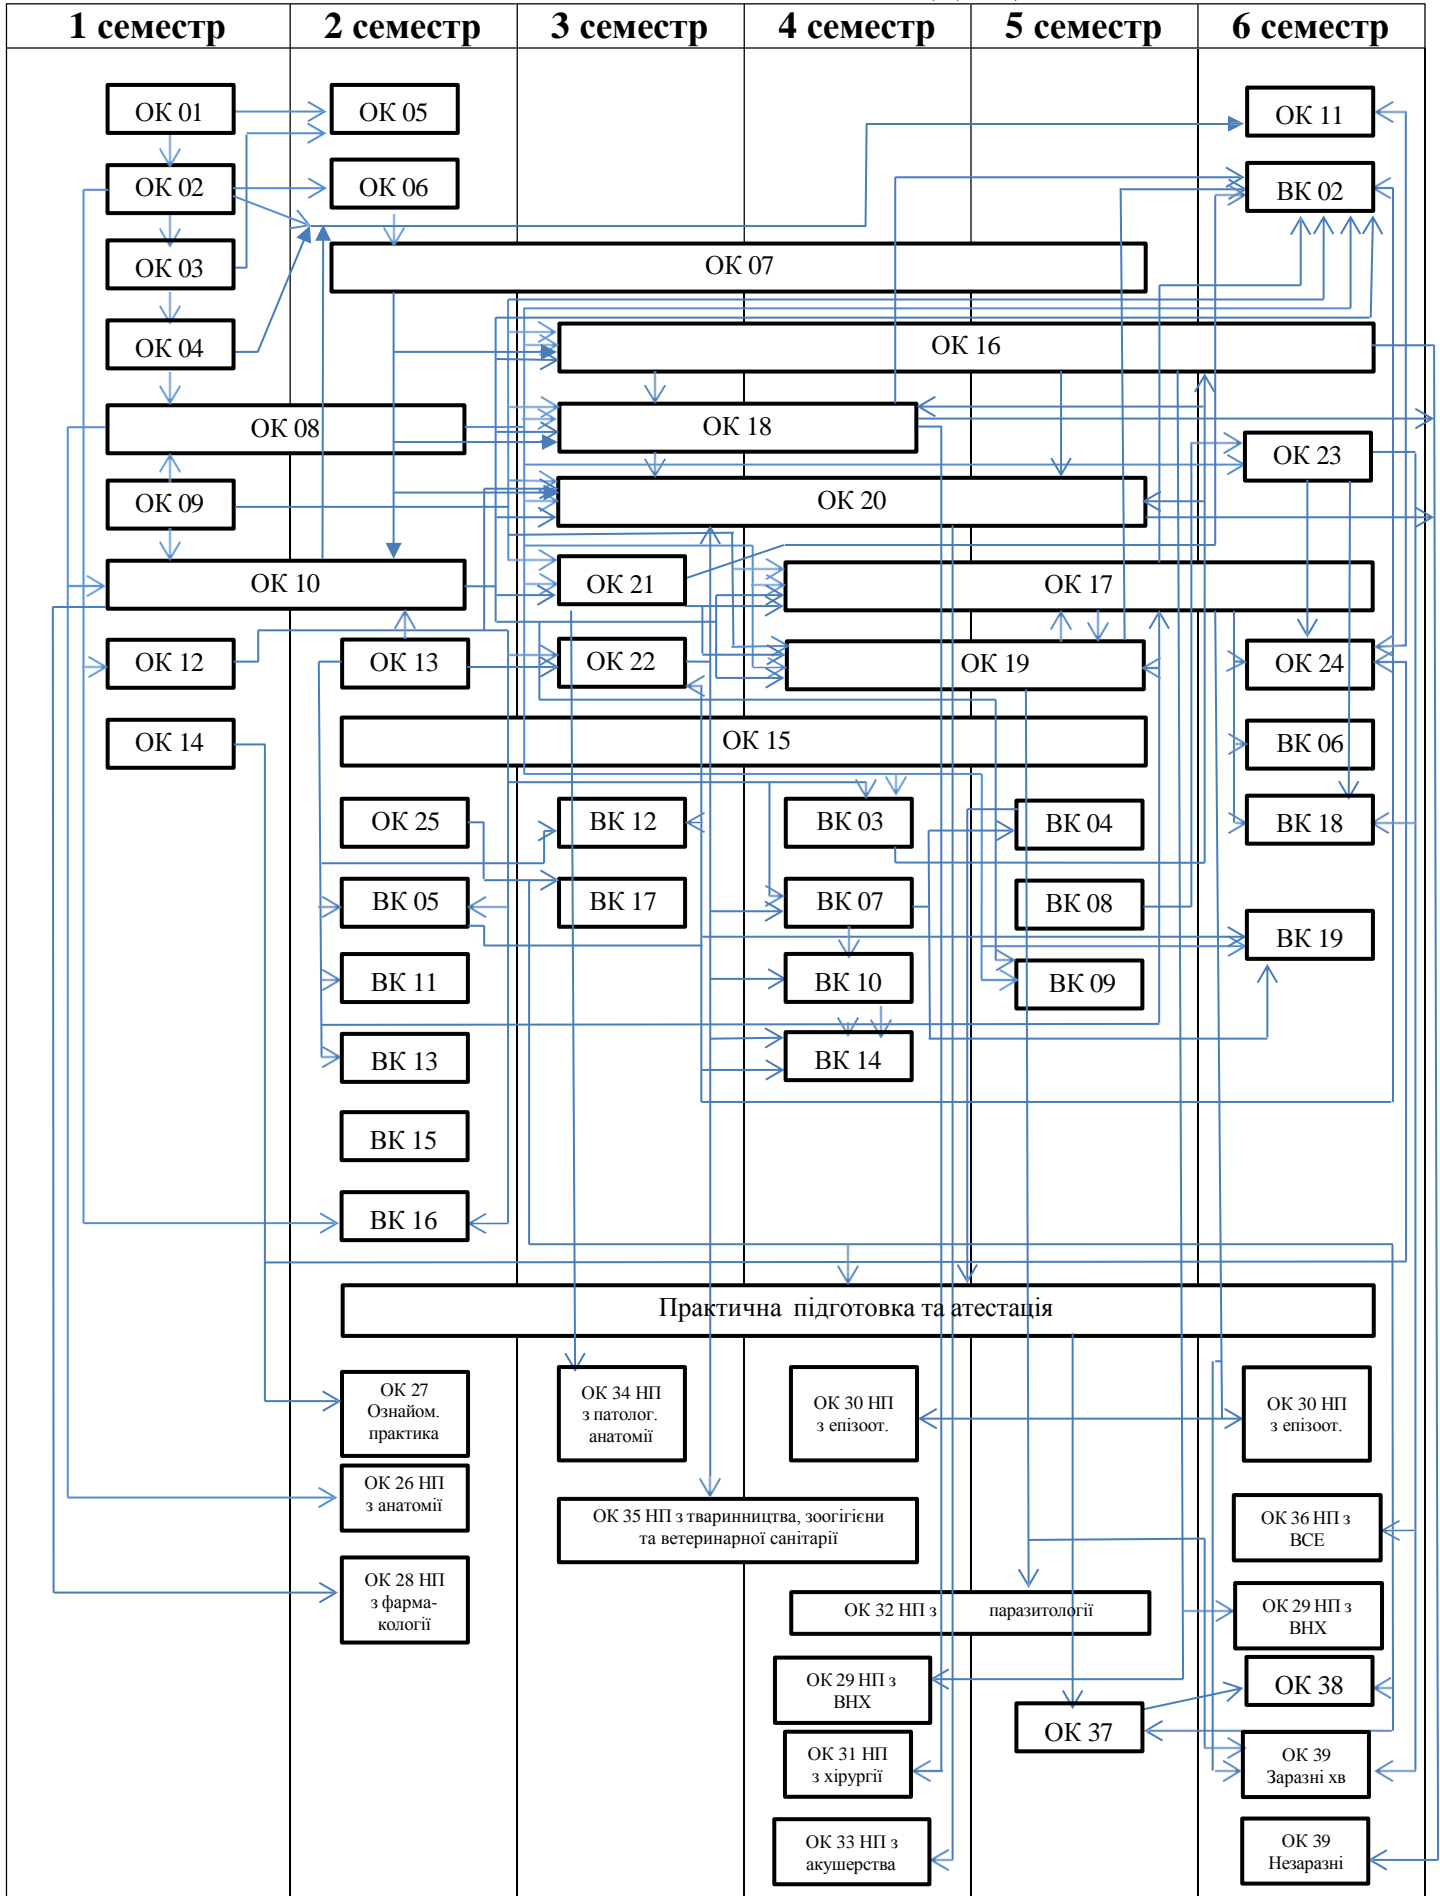 1 семестр 2 семестр 3 семестр 4 семестр 5 семестр 6 семестр
ОК 01 ОК 05 ОК 11
ОК 02 ОК 06 ВК 02
ОК 03 ОК 07
ОК 04 ОК 16
ОК 08 ОК 18 ОК 23
ОК 09 ОК 20
ОК 10 ОК 21 ОК 17
ОК 12 ОК 13 ОК 22 ОК 19 ОК 24
ОК 14 ОК 15 ВК 06
ОК 25 ВК 12 ВК 03 ВК 04 ВК 18
ВК 05 ВК 17 ВК 07 ВК 08 ВК 19
ВК 11 ВК 10 ВК 09
ВК 13 ВК 14
ВК 15
ВК 16
Практична підготовка та атестація
ОК 27
Ознайом.
практика
ОК 34 НП
з патолог.
анатомії
ОК 30 НП
з епізоот.
ОК 30 НП
з епізоот.
ОК 26 НП
з анатомії
ОК 35 НП з тваринництва, зоогігієни
та ветеринарної санітарії
ОК 36 НП з
ВСЕ
ОК 28 НП
з фарма-
кології
ОК 32 НП з паразитології
ОК 29 НП з
ВНХ
ОК 29 НП з
ВНХ
ОК 38
ОК 37
ОК 31 НП
з хірургії
ОК 39
Заразні хв
ОК 33 НП з
акушерства
ОК 39
Незаразні